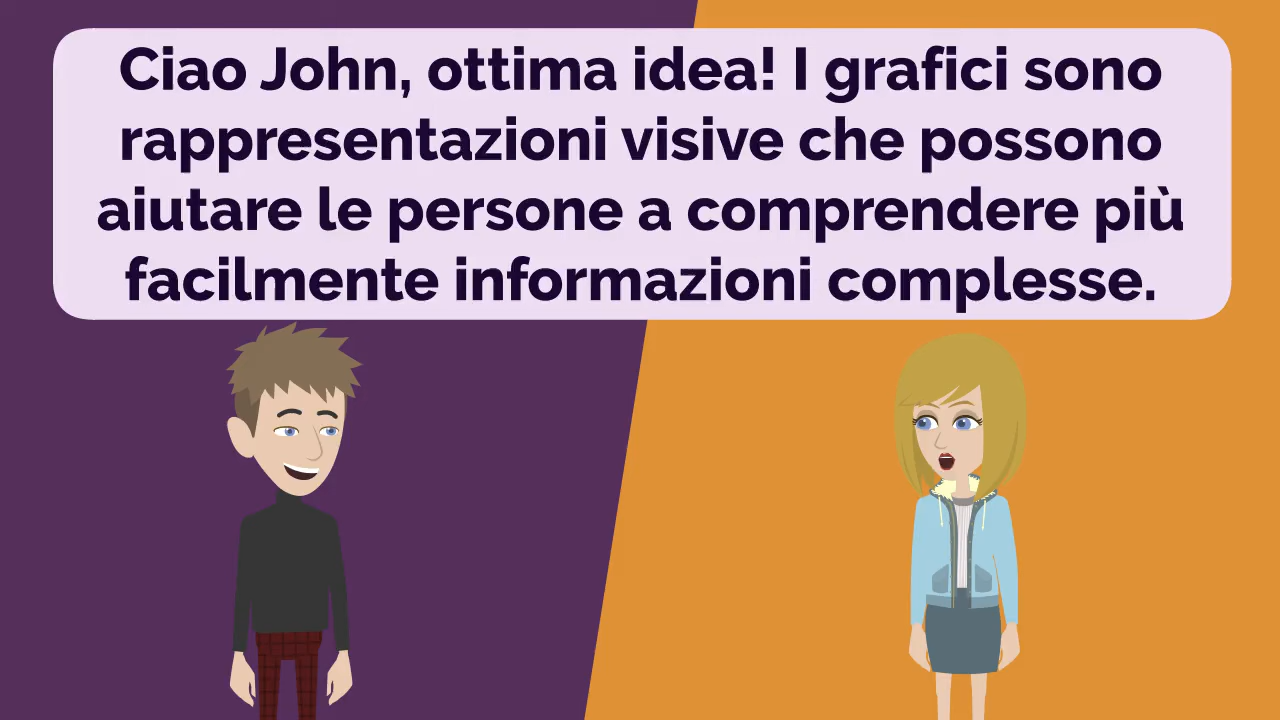 Ciao John, ottima idea! I grafici sono
rappresentazioni visive che possono
aiutare le persone a comprendere più
facilmente informazioni complesse.